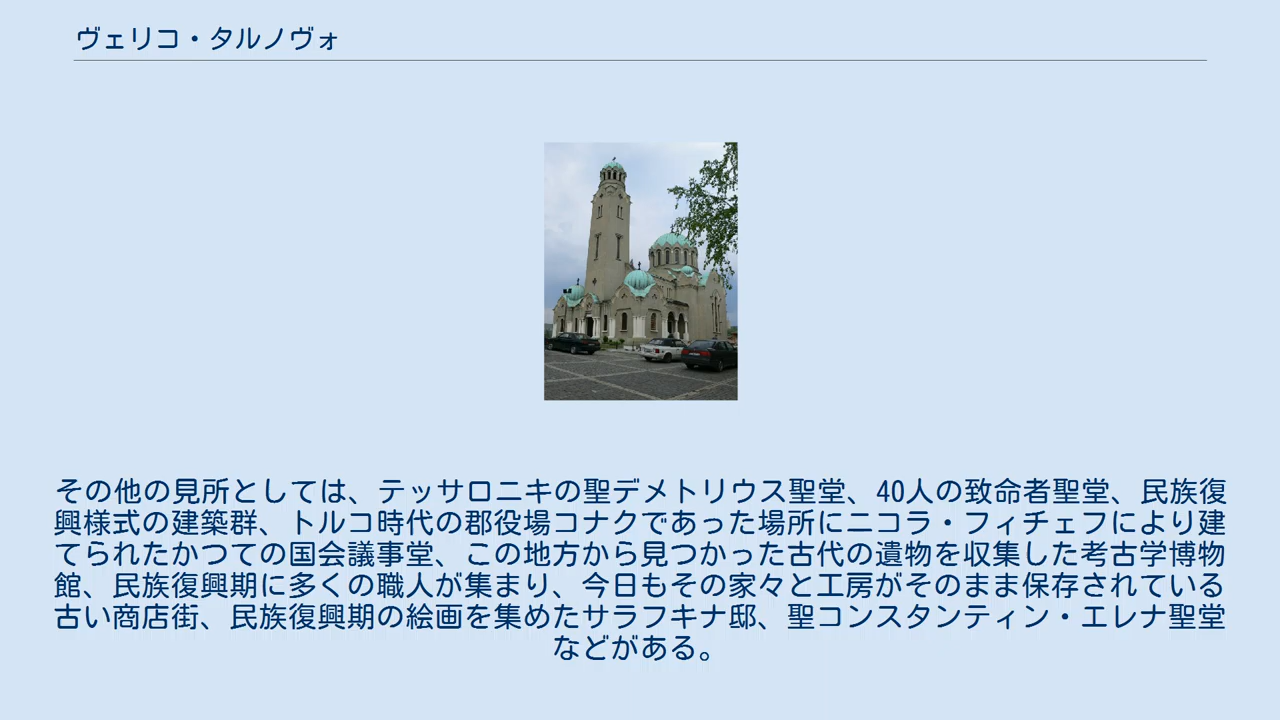 ヴェリコ・タルノヴォ
その他の見所としては、テッサロニキの聖デメトリウス聖堂、40人の致命者聖堂、民族復
興様式の建築群、トルコ時代の郡役場コナクであった場所にニコラ・フィチェフにより建
てられたかつての国会議事堂、この地方から見つかった古代の遺物を収集した考古学博物
館、民族復興期に多くの職人が集まり、今日もその家々と工房がそのまま保存されている
古い商店街、民族復興期の絵画を集めたサラフキナ邸、聖コンスタンティン・エレナ聖堂
などがある。